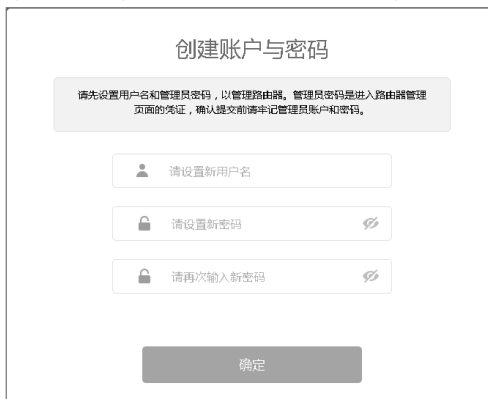 创建账户与密码
请先设置用户名和管理员密码，以管理路由器。管理员密码是进入路由器管理
页面的凭证，确认提交前请牢记管理员账户和密码。
请设置新用户名
请设置新密码
请再次输入新密码
确定